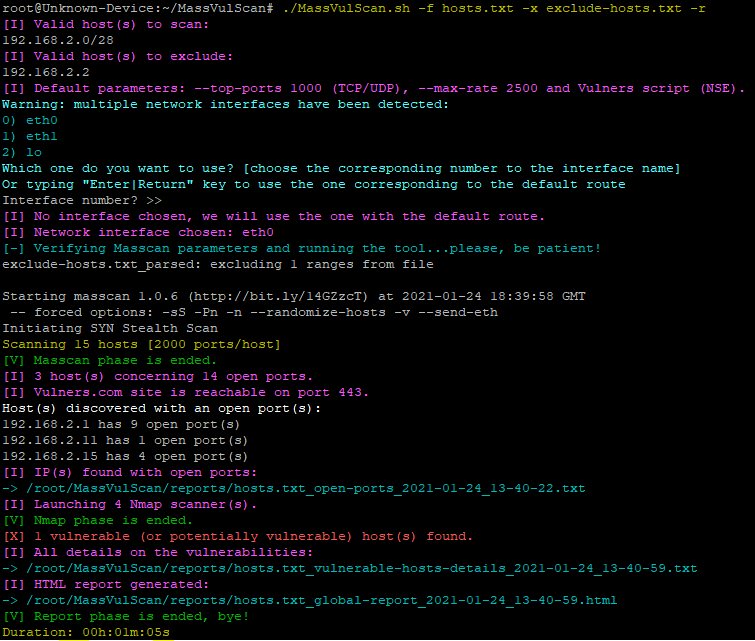 root@Unknown-Device:~/MassVulScan# ./MassVulScan.sh -f hosts.txt -x exclude-hosts.txt -r
[I] Valid host(s) to scan:
192.168.2.0/28
[I] Valid host(s) to exclude:
192.168.2.2
[I] Default parameters: --top-ports 1000 (TCP/UDP), --max-rate 2500 and Vulners script (NSE).
Warning: multiple network interfaces have been detected:
0) eth0
1) eth1
2) lo
Which one do you want to use? [choose the corresponding number to the interface name]
Or typing "Enter|Return" key to use the one corresponding to the default route
Interface number? >>
[I] No interface chosen, we will use the one with the default route.
[I] Network interface chosen: eth0
[-] Verifying Masscan parameters and running the tool...please, be patient!
exclude-hosts.txt_parsed: excluding 1 ranges from file

Starting masscan 1.0.6 (http://bit.ly/14GZzcT) at 2021-01-24 18:39:58 GMT
 -- forced options: -sS -Pn -n --randomize-hosts -v --send-eth
Initiating SYN Stealth Scan
Scanning 15 hosts [2000 ports/host]
[V] Masscan phase is ended.
[I] 3 host(s) concerning 14 open ports.
[I] Vulners.com site is reachable on port 443.
Host(s) discovered with an open port(s):
192.168.2.1 has 9 open port(s)
192.168.2.11 has 1 open port(s)
192.168.2.15 has 4 open port(s)
[I] IP(s) found with open ports:
-> /root/MassVulScan/reports/hosts.txt_open-ports_2021-01-24_13-40-22.txt
[I] Launching 4 Nmap scanner(s).
[V] Nmap phase is ended.
[X] 1 vulnerable (or potentially vulnerable) host(s) found.
[I] All details on the vulnerabilities:
-> /root/MassVulScan/reports/hosts.txt_vulnerable-hosts-details_2021-01-24_13-40-59.txt
[I] HTML report generated:
-> /root/MassVulScan/reports/hosts.txt_global-report_2021-01-24_13-40-59.html
[V] Report phase is ended, bye!
Duration: 00h:01m:05s